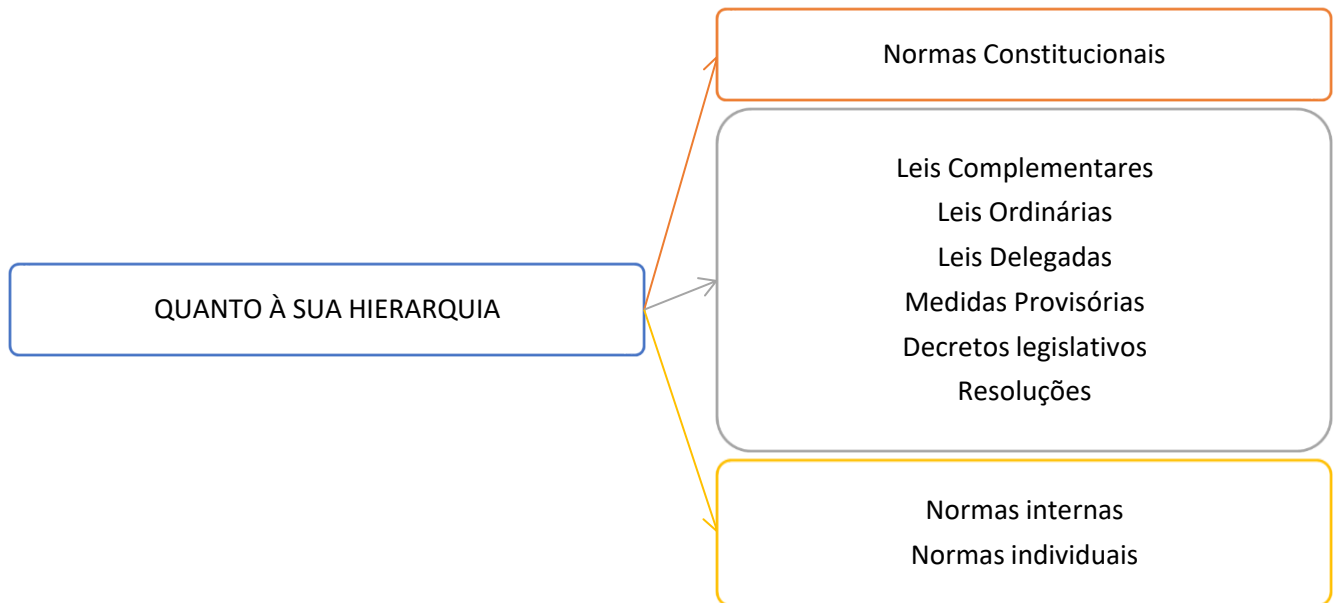 QUANTO À SUA HIERARQUIA
Normas Constitucionais
Leis Complementares
Leis Ordinárias
Leis Delegadas
Medidas Provisórias
Decretos legislativos
Resoluções
Normas internas
Normas individuais